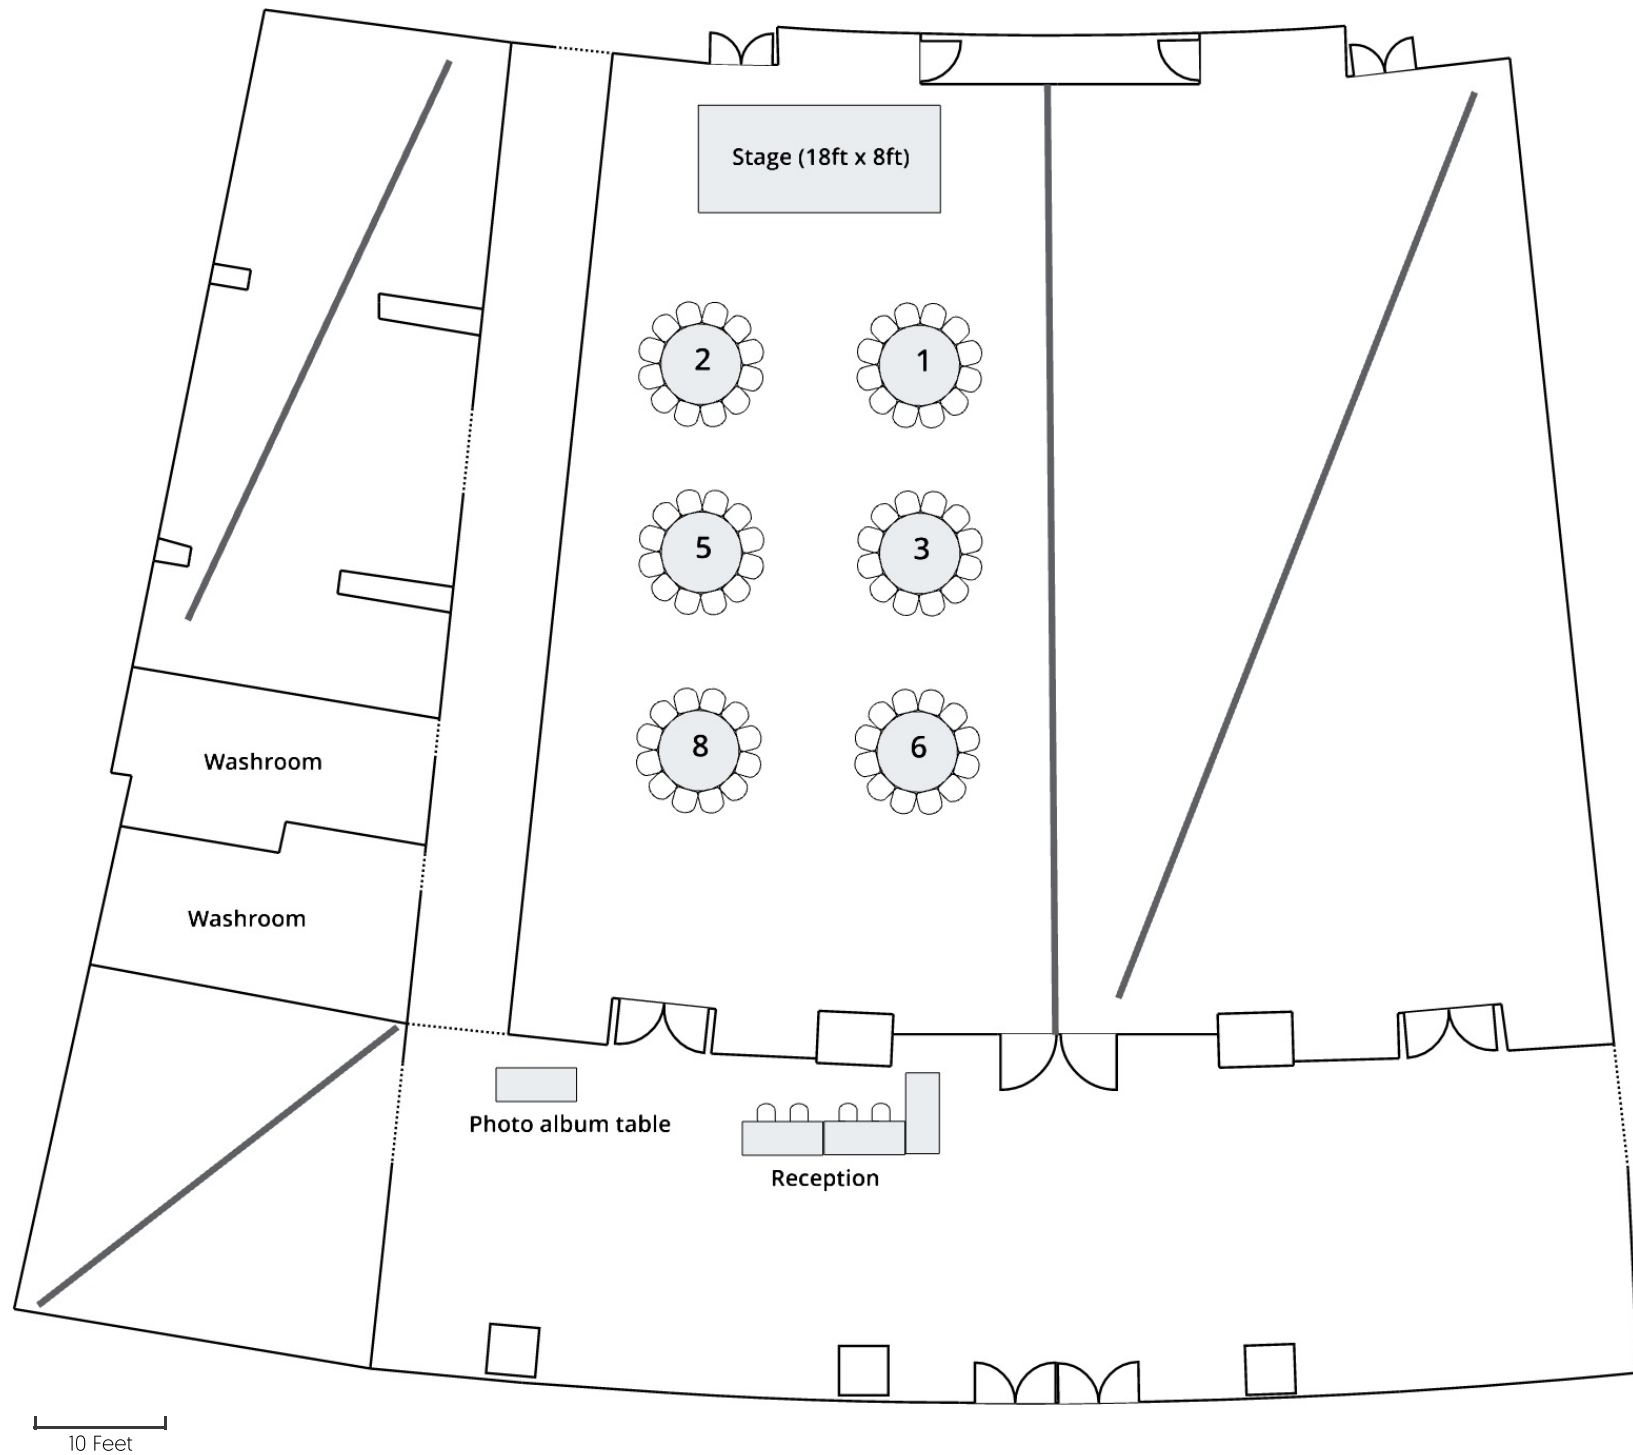 Stage (18ft x 8ft)
2
1
5
3
8
6
Washroom
Washroom
Photo album table
Reception
10 Feet